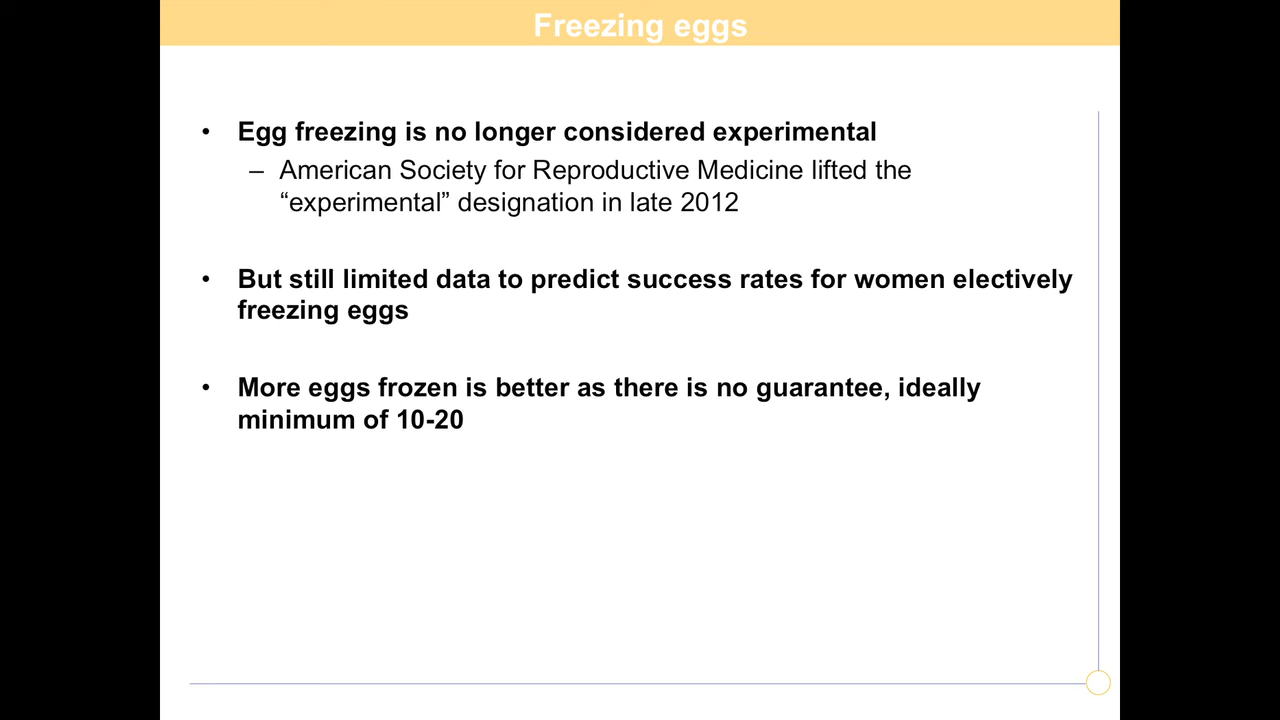 Freezing eggs
• Egg freezing is no longer considered experimental
– American Society for Reproductive Medicine lifted the
“experimental” designation in late 2012
• But still limited data to predict success rates for women electively
freezing eggs
• More eggs frozen is better as there is no guarantee, ideally
minimum of 10-20